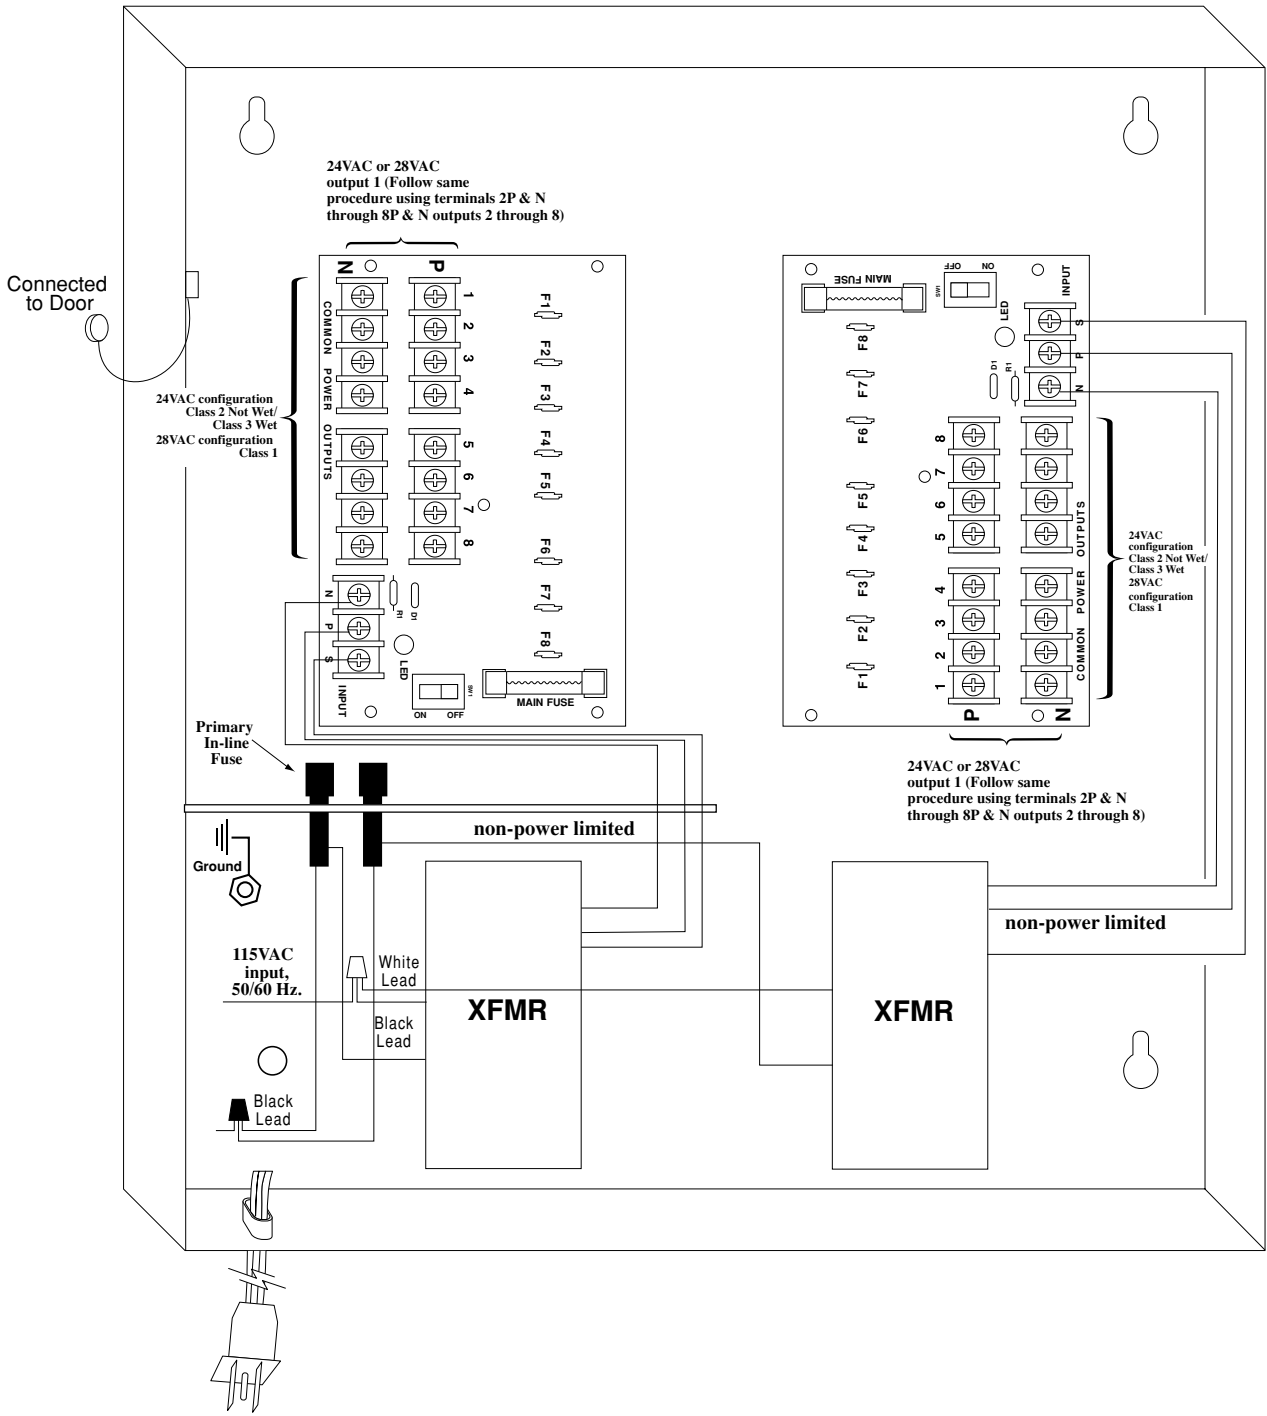 24VAC or 28VAC
output 1 (Follow same
procedure using terminals 2P & N
through 8P & N outputs 2 through 8)
Connected
to Door
24VAC configuration
Class 2 Not Wet/
Class 3 Wet
28VAC configuration
Class 1
N
P
COMMON POWER OUTPUTS
1
2
3
4
5
6
7
8
F1
F2
F3
F4
F5
F6
F7
F8
N
P
S
R1
D1
LED
INPUT
SW1
ON OFF
MAIN FUSE
MAIN FUSE
OFF ON
SW1
INPUT
LED
S
P
N
D1
R1
F8
F7
F6
F5
F4
F3
F2
F1
8
7
6
5
4
3
2
1
COMMON POWER OUTPUTS
P
N
24VAC
configuration
Class 2 Not Wet/
Class 3 Wet
28VAC
configuration
Class 1
24VAC or 28VAC
output 1 (Follow same
procedure using terminals 2P & N
through 8P & N outputs 2 through 8)
Primary
In-line
Fuse
non-power limited
Ground
non-power limited
115VAC
input,
50/60 Hz.
White
Lead
Black
Lead
XFMR
XFMR
Black
Lead